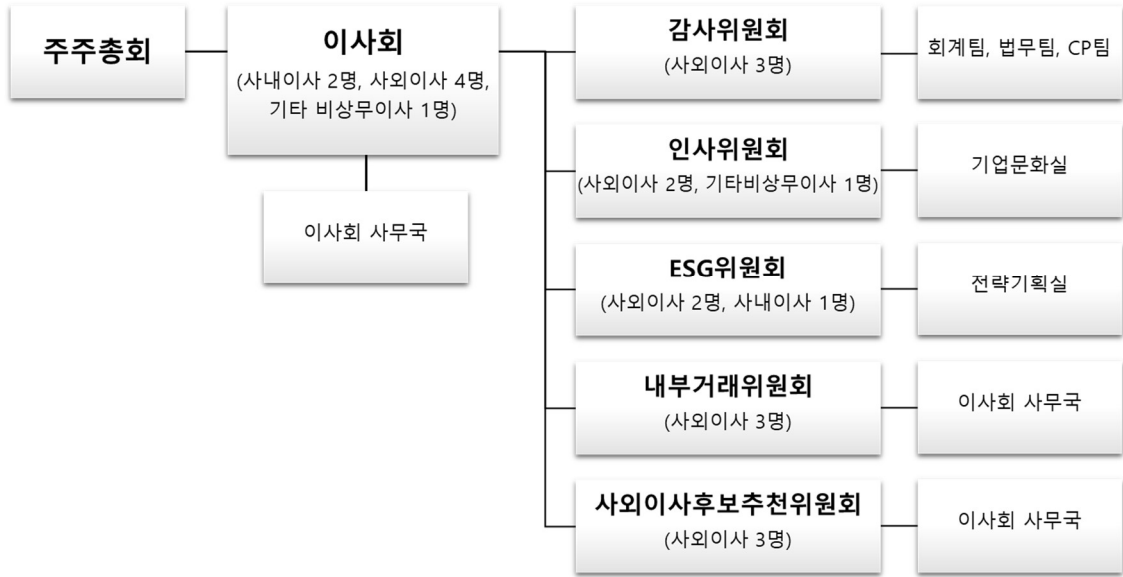 주주총회
이사회
(사내이사 2명, 사외이사 4명,
기타 비상무이사 1명)
이사회 사무국
감사위원회
(사외이사 3명)
회계팀, 법무팀, CP팀
인사위원회
(사외이사 2명, 기타비상무이사 1명)
기업문화실
ESG위원회
(사외이사 2명, 사내이사 1명)
전략기획실
내부거래위원회
(사외이사 3명)
이사회 사무국
사외이사후보추천위원회
(사외이사 3명)
이사회 사무국